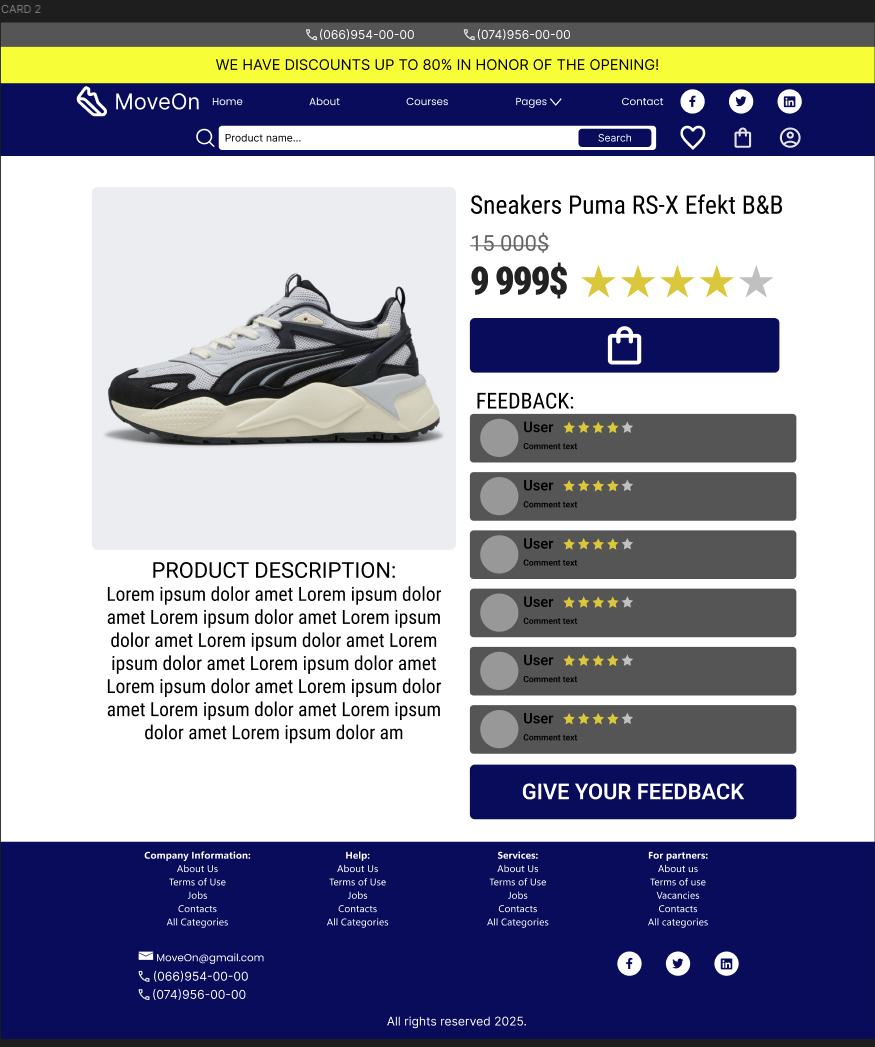 CARD 2
(066)954-00-00 (074)956-00-00
WE HAVE DISCOUNTS UP TO 80% IN HONOR OF THE OPENING!
MoveOn Home About Courses Pages Contact
Product name... Search
Sneakers Puma RS-X Efekt B&B
15 000$
9 999$
FEEDBACK:
User
Comment text
User
Comment text
User
Comment text
User
Comment text
User
Comment text
User
Comment text
GIVE YOUR FEEDBACK
PRODUCT DESCRIPTION:
Lorem ipsum dolor amet Lorem ipsum dolor
amet Lorem ipsum dolor amet Lorem ipsum
dolor amet Lorem ipsum dolor amet Lorem
ipsum dolor amet Lorem ipsum dolor amet
Lorem ipsum dolor amet Lorem ipsum dolor
amet Lorem ipsum dolor amet Lorem ipsum
dolor amet Lorem ipsum dolor am
Company Information:
About Us
Terms of Use
Jobs
Contacts
All Categories
Help:
About Us
Terms of Use
Jobs
Contacts
All Categories
Services:
About Us
Terms of Use
Jobs
Contacts
All Categories
For partners:
About us
Terms of use
Vacancies
Contacts
All categories
MoveOn@gmail.com
(066)954-00-00
(074)956-00-00
All rights reserved 2025.